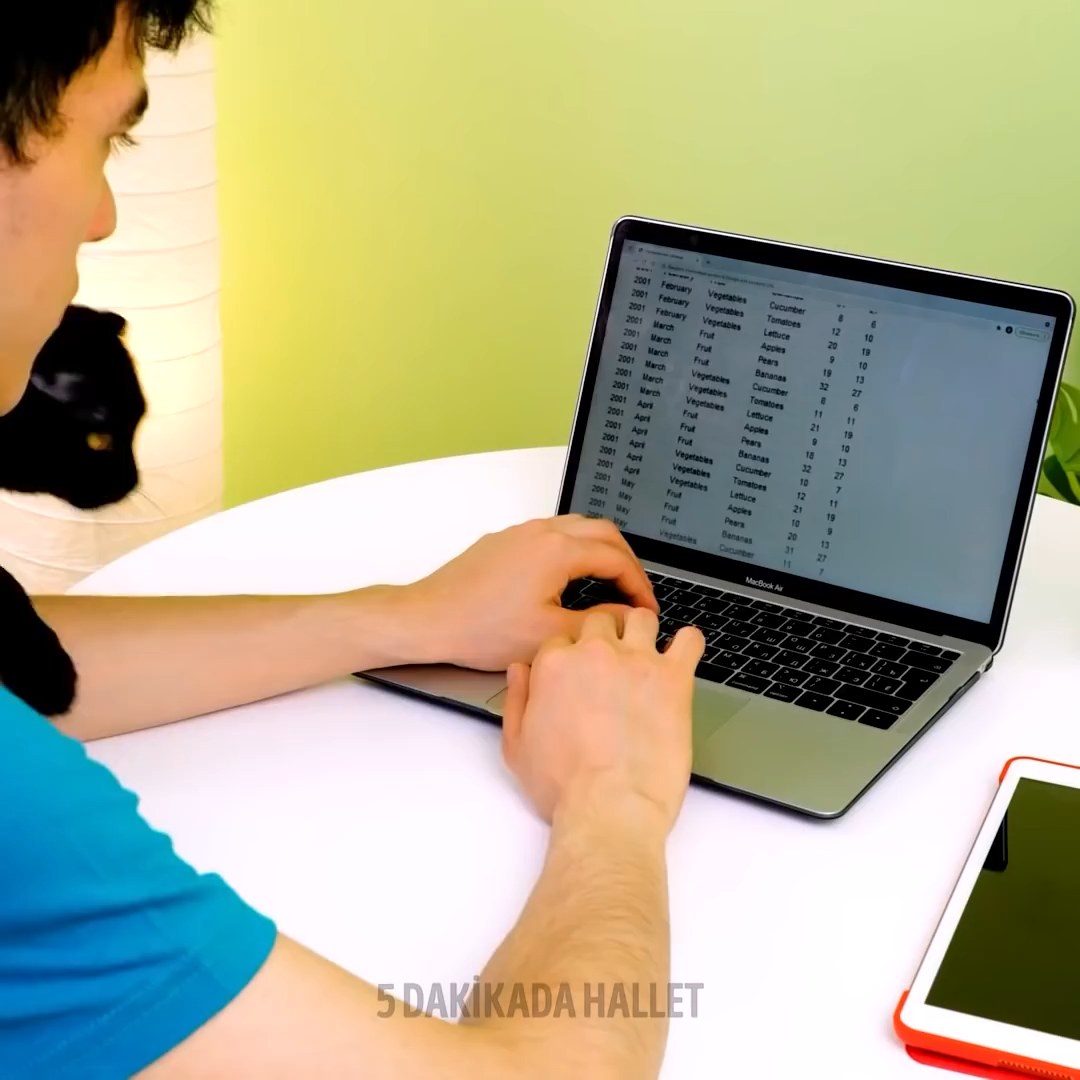 2001 February Vegetables Cucumber 8 6
2001 February Vegetables Tomatoes 12 10
2001 February Vegetables Lettuce 20 19
2001 March Fruit Apples 9 10
2001 March Fruit Pears 19 13
2001 March Fruit Bananas 32 27
2001 March Vegetables Cucumber 8 6
2001 March Vegetables Tomatoes 11 11
2001 March Vegetables Lettuce 21 19
2001 April Fruit Apples 9 10
2001 April Fruit Pears 18 13
2001 April Fruit Bananas 32 27
2001 April Vegetables Cucumber 7
2001 April Vegetables Tomatoes 12 11
2001 April Vegetables Lettuce 21 19
2001 May Fruit Apples 10 9
2001 May Fruit Pears 20 13
2001 May Fruit Bananas 31 27
Vegetables Cucumber 11 7
MacBook Air
5 DAKİKADA HALLET